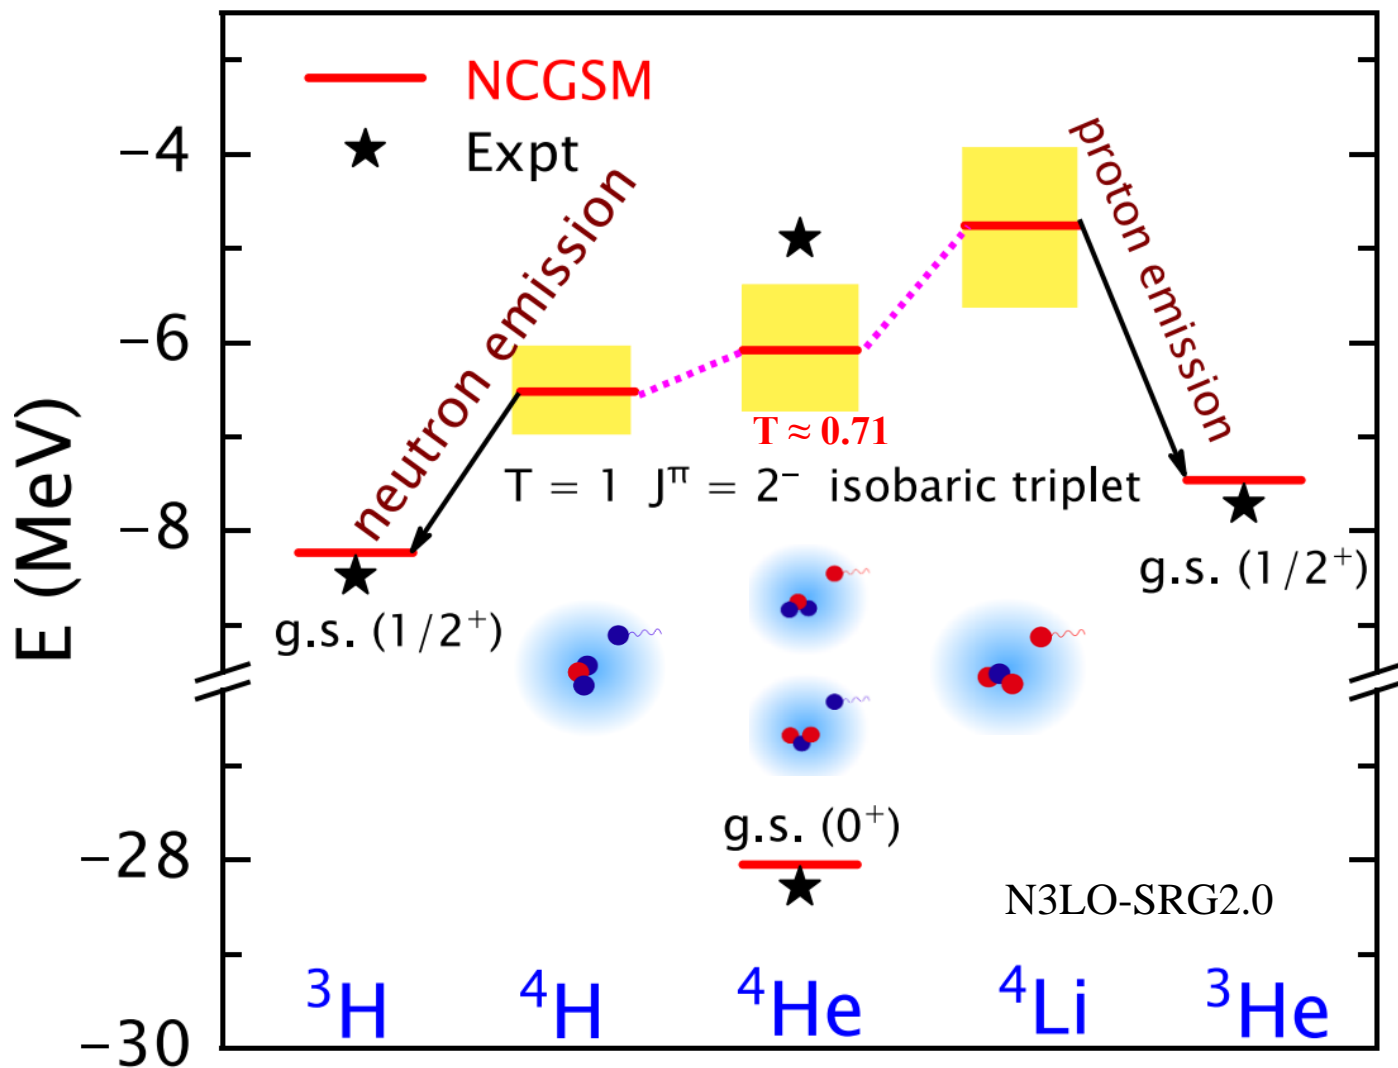 NCGSM
Expt
−4
−6
−8
−28
−30
E (MeV)
neutron emission
proton emission
T ≈ 0.71
T = 1 Jπ = 2− isobaric triplet
g.s. (1/2+)
g.s. (1/2+)
g.s. (0+)
N3LO-SRG2.0
3H
4H
4He
4Li
3He